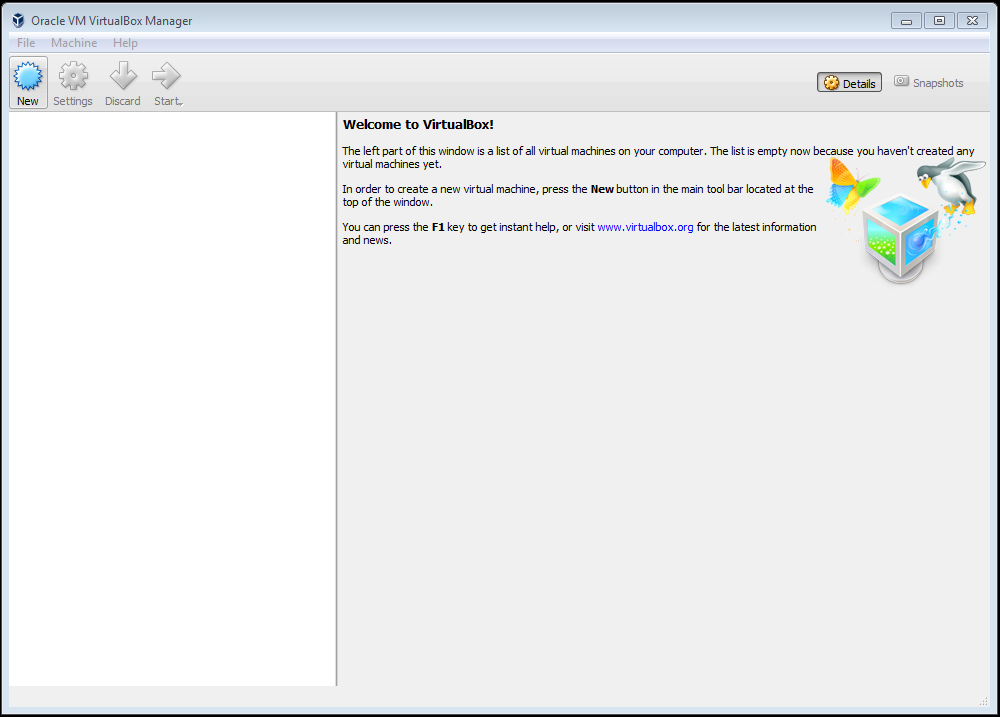 Oracle VM VirtualBox Manager
File Machine Help
New Settings Discard Start
Details Snapshots
Welcome to VirtualBox!
The left part of this window is a list of all virtual machines on your computer. The list is empty now because you haven't created any
virtual machines yet.
In order to create a new virtual machine, press the New button in the main tool bar located at the
top of the window.
You can press the F1 key to get instant help, or visit www.virtualbox.org for the latest information
and news.